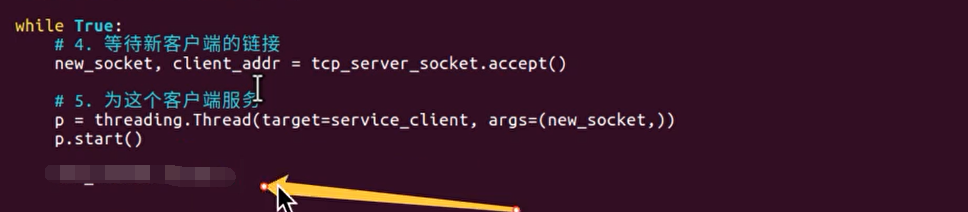 while True:
# 4. 等待新客户端的链接
new_socket, client_addr = tcp_server_socket.accept()
# 5. 为这个客户端服务
p = threading.Thread(target=service_client, args=(new_socket,))
p.start()